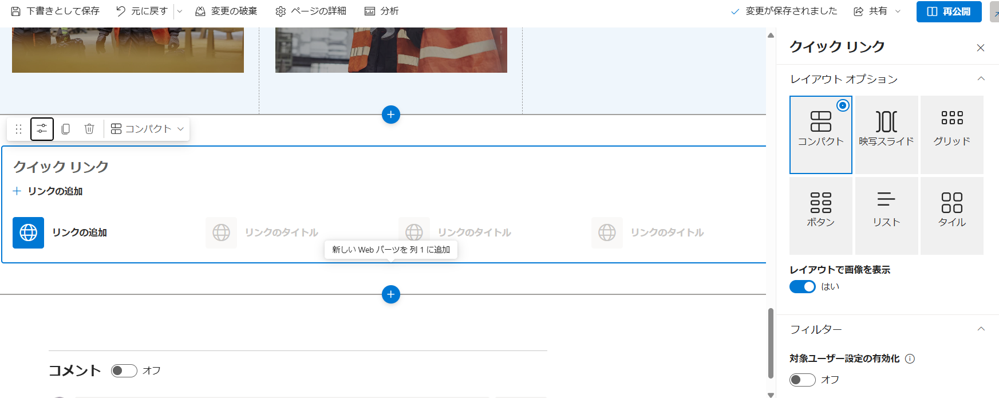 下書きとして保存
元に戻す
変更の破棄
ページの詳細
分析
変更が保存されました
共有
再公開
コンパクト
クイック リンク
リンクの追加
リンクの追加
リンクのタイトル
リンクのタイトル
リンクのタイトル
新しい Web パーツを 列 1 に追加
コメント
オフ
クイック リンク
レイアウト オプション
コンパクト
映写スライド
グリッド
ボタン
リスト
タイル
レイアウトで画像を表示
はい
フィルター
対象ユーザー設定の有効化
オフ